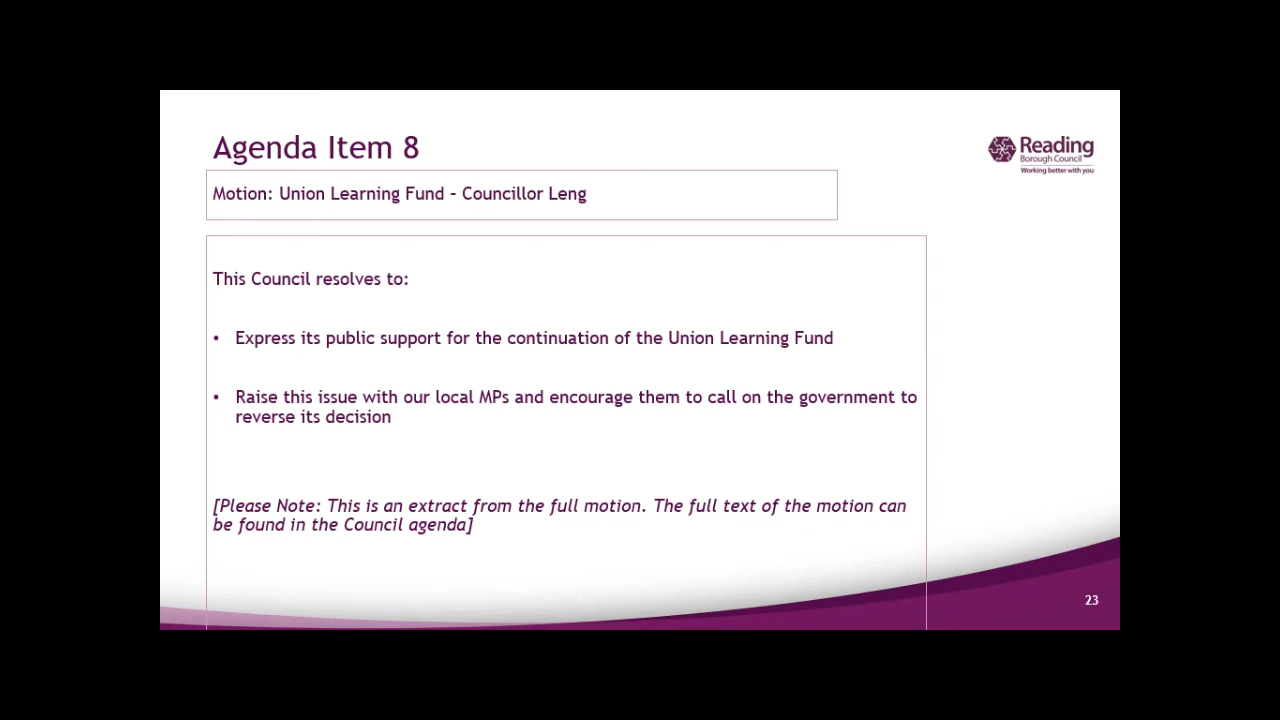 Agenda Item 8
Reading
Borough Council
Working better with you
Motion: Union Learning Fund – Councillor Leng
This Council resolves to:
• Express its public support for the continuation of the Union Learning Fund
• Raise this issue with our local MPs and encourage them to call on the government to
reverse its decision
[Please Note: This is an extract from the full motion. The full text of the motion can
be found in the Council agenda]
23